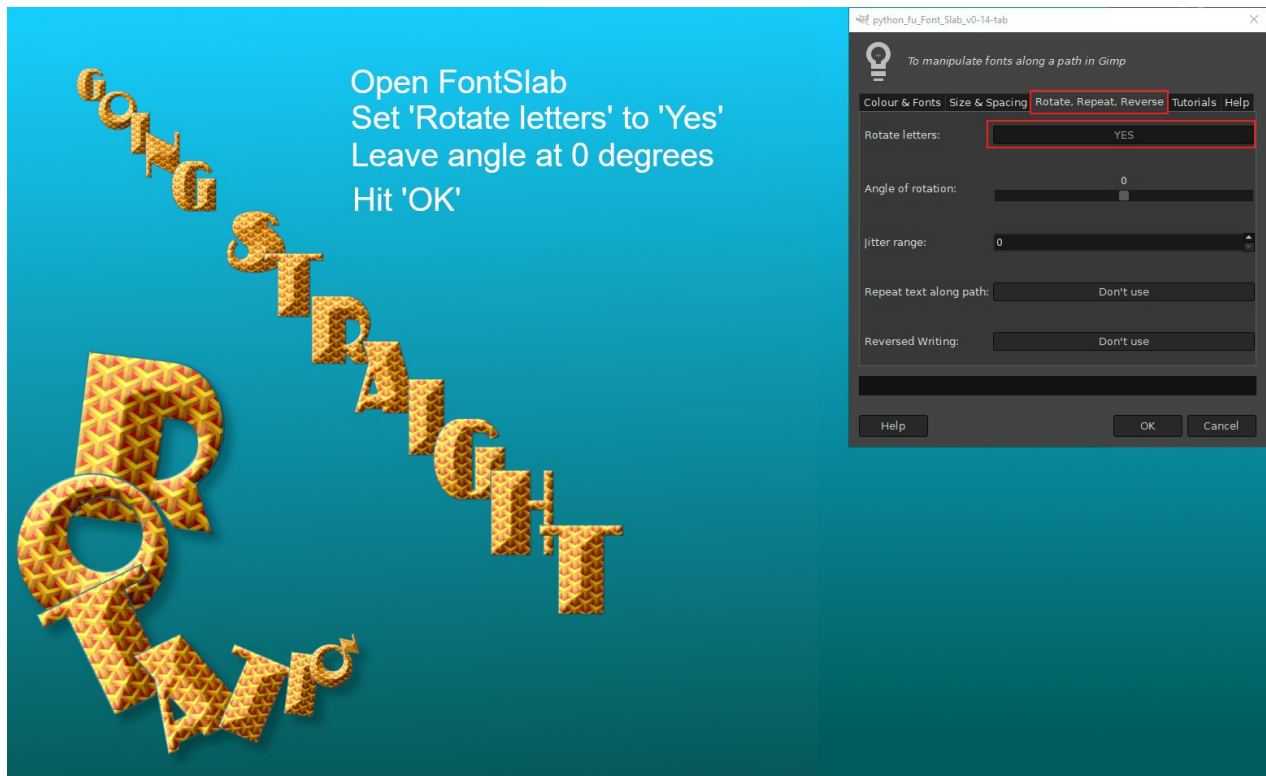 GOING STRAIGHT
ROTATION
Open FontSlab
Set 'Rotate letters' to 'Yes'
Leave angle at 0 degrees
Hit 'OK'
python_fu_Font_Slab_v0-14-tab
To manipulate fonts along a path in Gimp
Colour & Fonts Size & Spacing Rotate, Repeat, Reverse Tutorials Help
Rotate letters: YES
Angle of rotation: 0
Jitter range: 0
Repeat text along path: Don't use
Reversed Writing: Don't use
Help OK Cancel